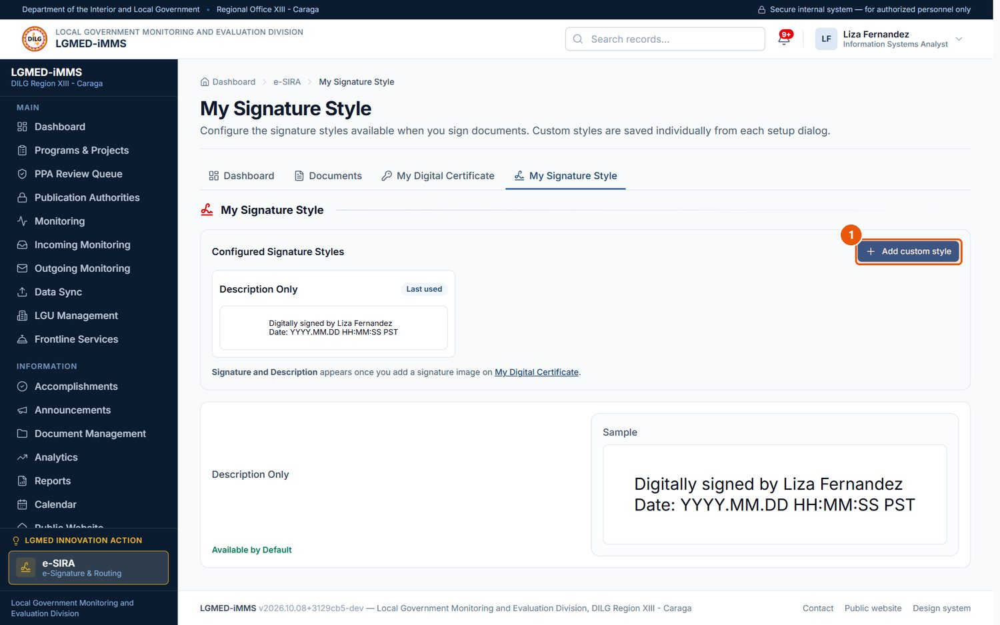 Department of the Interior and Local Government • Regional Office XIII - Caraga
Secure internal system — for authorized personnel only
DILG
LOCAL GOVERNMENT MONITORING AND EVALUATION DIVISION
LGMED-iMMS
Search records...
9+
LF
Liza Fernandez
Information Systems Analyst
LGMED-iMMS
DILG Region XIII - Caraga
MAIN
Dashboard
Programs & Projects
PPA Review Queue
Publication Authorities
Monitoring
Incoming Monitoring
Outgoing Monitoring
Data Sync
LGU Management
Frontline Services
INFORMATION
Accomplishments
Announcements
Document Management
Analytics
Reports
Calendar
Public Website
LGMED INNOVATION ACTION
e-SIRA
e-Signature & Routing
Local Government Monitoring and
Evaluation Division
Dashboard > e-SIRA > My Signature Style
My Signature Style
Configure the signature styles available when you sign documents. Custom styles are saved individually from each setup dialog.
Dashboard
Documents
My Digital Certificate
My Signature Style
My Signature Style
1
Configured Signature Styles
+ Add custom style
Description Only
Last used
Digitally signed by Liza Fernandez
Date: YYYY.MM.DD HH:MM:SS PST
Signature and Description appears once you add a signature image on My Digital Certificate.
Description Only
Available by Default
Sample
Digitally signed by Liza Fernandez
Date: YYYY.MM.DD HH:MM:SS PST
LGMED-iMMS v2026.10.08+3129cb5-dev — Local Government Monitoring and Evaluation Division, DILG Region XIII - Caraga
Contact
Public website
Design system